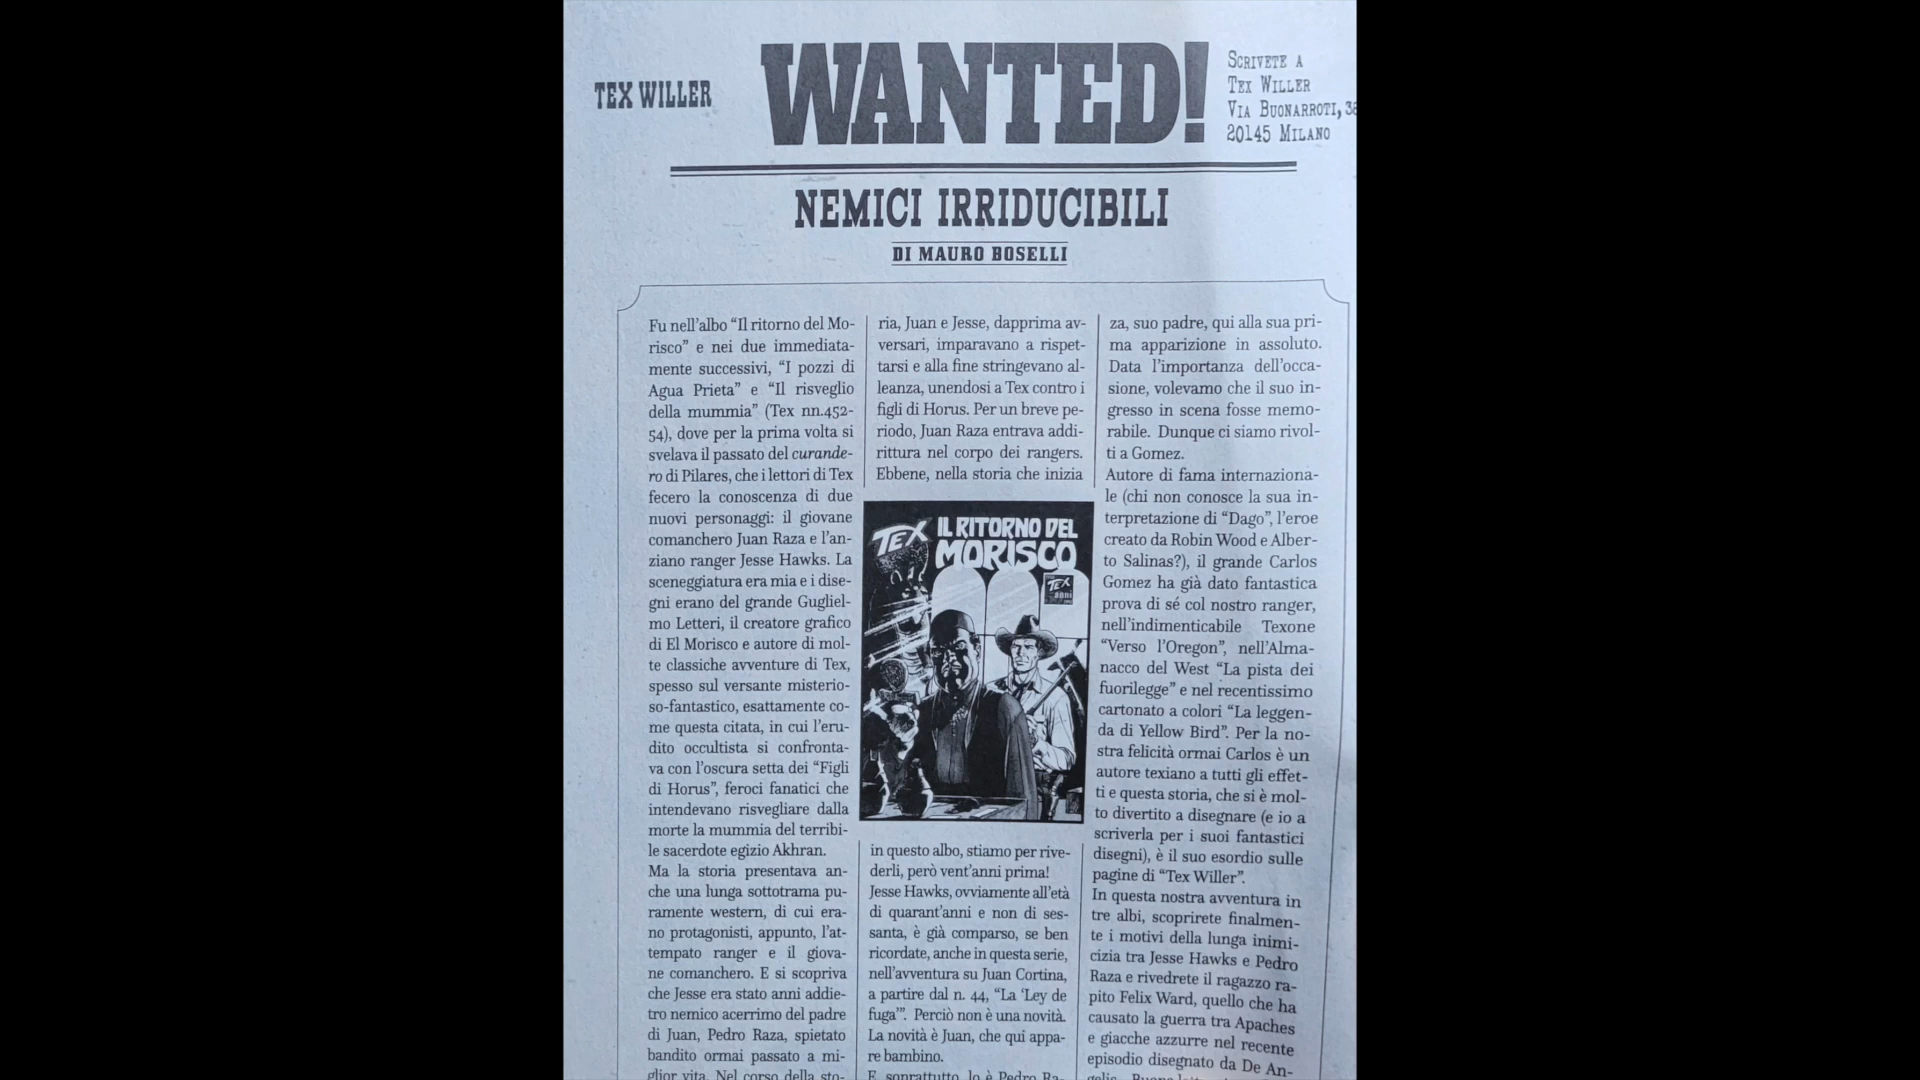 TEX WILLER
WANTED!
SCRIVETE A
TEX WILLER
VIA BUONARROTI, 38
20145 MILANO
NEMICI IRRIDUCIBILI
DI MAURO BOSELLI
Fu nell'albo “Il ritorno del Mo-
risco” e nei due immediata-
mente successivi, “I pozzi di
Agua Prieta” e “Il risveglio
della mummia” (Tex nn.452-
54), dove per la prima volta si
svelava il passato del curande-
ro di Pilares, che i lettori di Tex
fecero la conoscenza di due
nuovi personaggi: il giovane
comanchero Juan Raza e l'an-
ziano ranger Jesse Hawks. La
sceneggiatura era mia e i dise-
gni erano del grande Gugliel-
mo Letteri, il creatore grafico
di El Morisco e autore di mol-
te classiche avventure di Tex,
spesso sul versante misterio-
so-fantastico, esattamente co-
me questa citata, in cui l'eru-
dito occultista si confronta-
va con l'oscura setta dei “Figli
di Horus”, feroci fanatici che
intendevano risvegliare dalla
morte la mummia del terribi-
le sacerdote egizio Akhran.
Ma la storia presentava an-
che una lunga sottotrama pu-
ramente western, di cui era-
no protagonisti, appunto, l'at-
tempato ranger e il giova-
ne comanchero. E si scopriva
che Jesse era stato anni addie-
tro nemico acerrimo del padre
di Juan, Pedro Raza, spietato
bandito ormai passato a mi-
glior vita. Nel corso della sto-
ria, Juan e Jesse, dapprima av-
versari, imparavano a rispet-
tarsi e alla fine stringevano al-
leanza, unendosi a Tex contro i
figli di Horus. Per un breve pe-
riodo, Juan Raza entrava addi-
rittura nel corpo dei rangers.
Ebbene, nella storia che inizia
TEX
IL RITORNO DEL
MORISCO
TEX
anni
in questo albo, stiamo per rive-
derli, però vent'anni prima!
Jesse Hawks, ovviamente all'età
di quarant'anni e non di ses-
santa, è già comparso, se ben
ricordate, anche in questa serie,
nell'avventura su Juan Cortina,
a partire dal n. 44, “La ‘Ley de
fuga’”. Perciò non è una novità.
La novità è Juan, che qui appa-
re bambino.
E, soprattutto, lo è Pedro Ra-
za, suo padre, qui alla sua pri-
ma apparizione in assoluto.
Data l'importanza dell'occa-
sione, volevamo che il suo in-
gresso in scena fosse memo-
rabile. Dunque ci siamo rivol-
ti a Gomez.
Autore di fama internaziona-
le (chi non conosce la sua in-
terpretazione di “Dago”, l'eroe
creato da Robin Wood e Alber-
to Salinas?), il grande Carlos
Gomez ha già dato fantastica
prova di sé col nostro ranger,
nell'indimenticabile Texone
“Verso l'Oregon”, nell'Alma-
nacco del West “La pista dei
fuorilegge” e nel recentissimo
cartonato a colori “La leggen-
da di Yellow Bird”. Per la no-
stra felicità ormai Carlos è un
autore texiano a tutti gli effet-
ti e questa storia, che si è mol-
to divertito a disegnare (e io a
scriverla per i suoi fantastici
disegni), è il suo esordio sulle
pagine di “Tex Willer”.
In questa nostra avventura in
tre albi, scoprirete finalmen-
te i motivi della lunga inimi-
cizia tra Jesse Hawks e Pedro
Raza e rivedrete il ragazzo ra-
pito Felix Ward, quello che ha
causato la guerra tra Apaches
e giacche azzurre nel recente
episodio disegnato da De An-